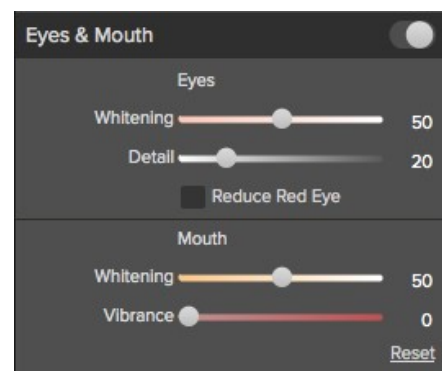 Eyes & Mouth
Eyes
Whitening 50
Detail 20
Reduce Red Eye
Mouth
Whitening 50
Vibrance 0
Reset